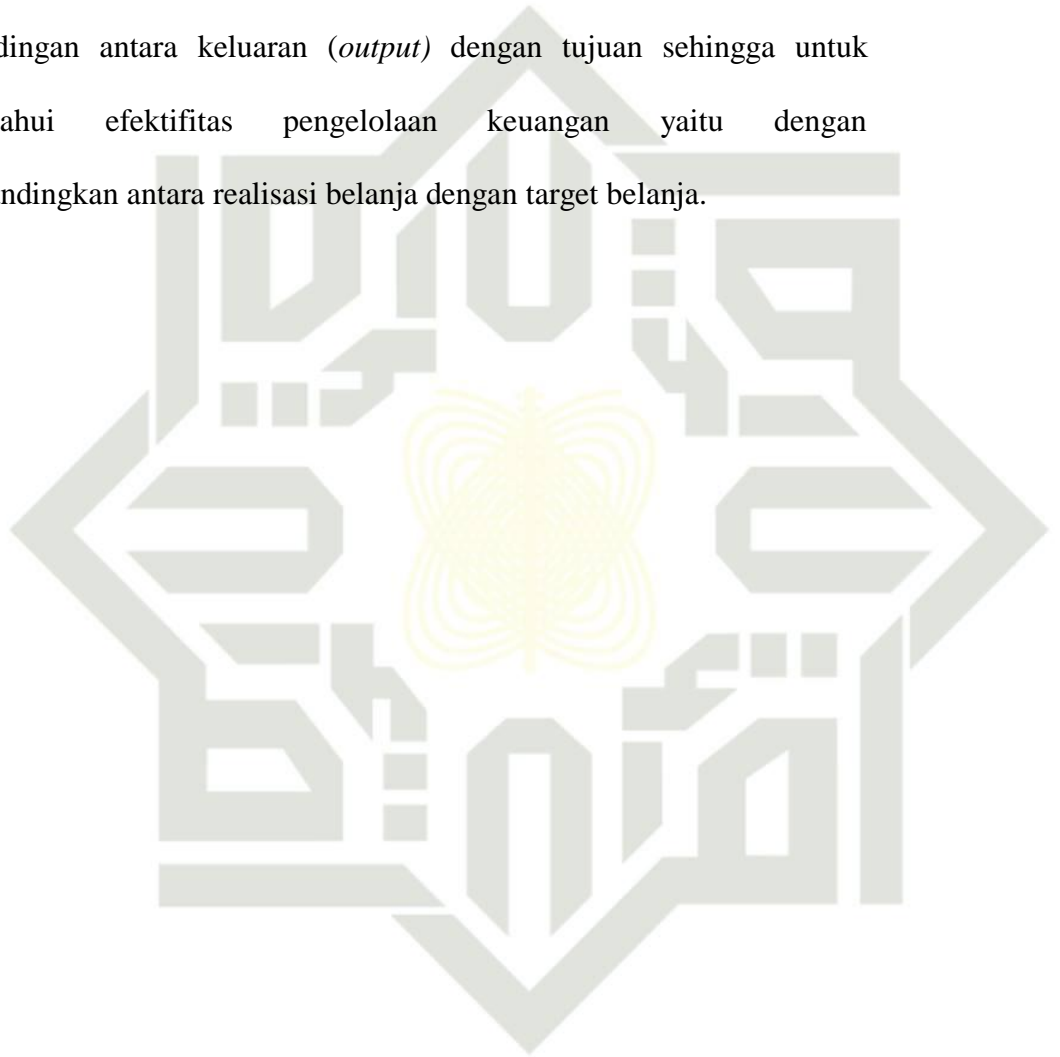 dingan antara keluaran (output) dengan tujuan sehingga untuk
ahui efektifitas pengelolaan keuangan yaitu dengan
ndingkan antara realisasi belanja dengan target belanja.